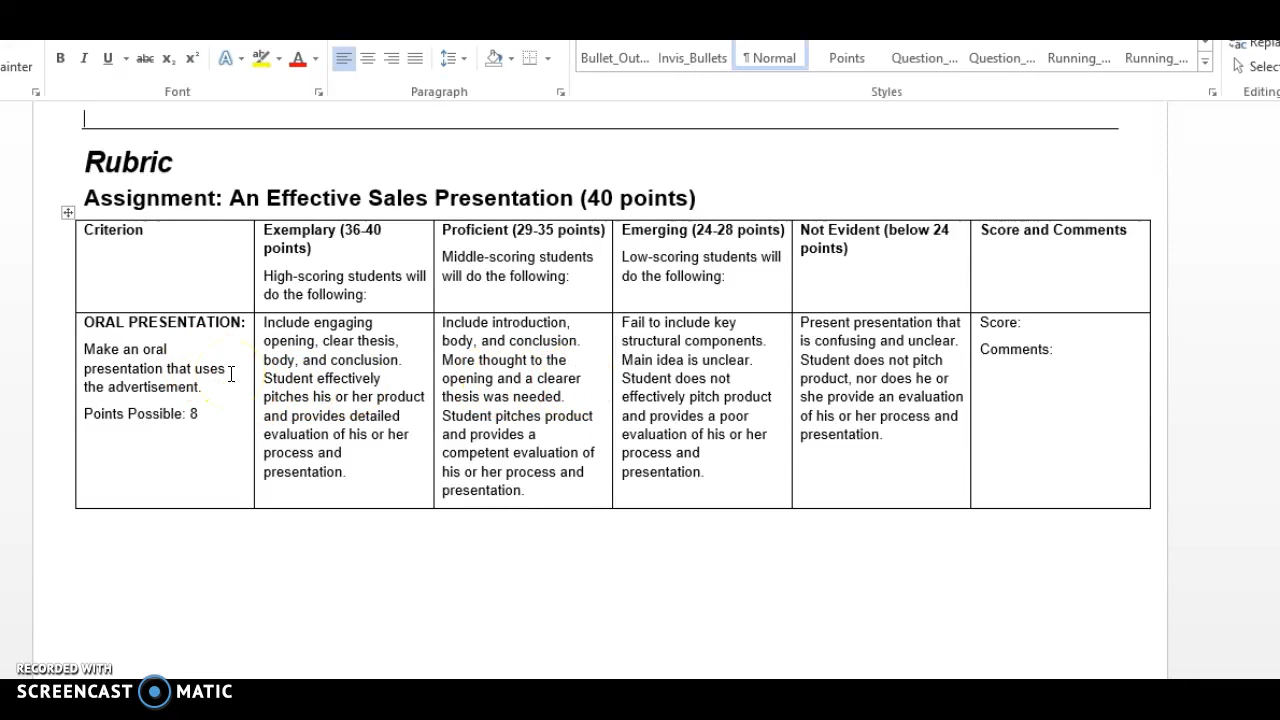 ainter
B I U abc x₂ x² A A
Bullet_Out... Invis_Bullets ¶ Normal Points Question_... Question_... Running_... Running_...
Select
Font Paragraph Styles Editing
Rubric
Assignment: An Effective Sales Presentation (40 points)
Criterion
Exemplary (36-40
points)
High-scoring students will
do the following:
Proficient (29-35 points)
Middle-scoring students
will do the following:
Emerging (24-28 points)
Low-scoring students will
do the following:
Not Evident (below 24
points)
Score and Comments
ORAL PRESENTATION:
Make an oral
presentation that uses
the advertisement.
Points Possible: 8
Include engaging
opening, clear thesis,
body, and conclusion.
Student effectively
pitches his or her product
and provides detailed
evaluation of his or her
process and
presentation.
Include introduction,
body, and conclusion.
More thought to the
opening and a clearer
thesis was needed.
Student pitches product
and provides a
competent evaluation of
his or her process and
presentation.
Fail to include key
structural components.
Main idea is unclear.
Student does not
effectively pitch product
and provides a poor
evaluation of his or her
process and
presentation.
Present presentation that
is confusing and unclear.
Student does not pitch
product, nor does he or
she provide an evaluation
of his or her process and
presentation.
Score:
Comments:
RECORDED WITH
SCREENCAST MATIC